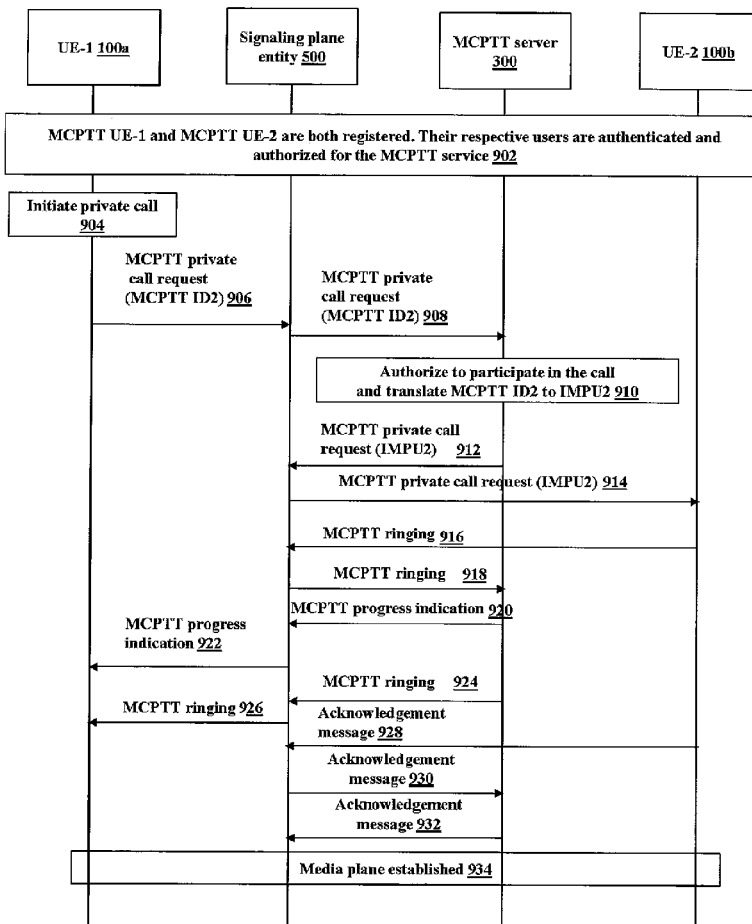 UE-1 100a
Signaling plane
entity 500
MCPTT server
300
UE-2 100b
MCPTT UE-1 and MCPTT UE-2 are both registered. Their respective users are authenticated and
authorized for the MCPTT service 902
Initiate private call
904
MCPTT private
call request
(MCPTT ID2) 906
MCPTT private
call request
(MCPTT ID2) 908
Authorize to participate in the call
and translate MCPTT ID2 to IMPU2 910
MCPTT private call
request (IMPU2) 912
MCPTT private call request (IMPU2) 914
MCPTT ringing 916
MCPTT ringing 918
MCPTT progress indication 920
MCPTT progress
indication 922
MCPTT ringing 924
MCPTT ringing 926
Acknowledgement
message 928
Acknowledgement
message 930
Acknowledgement
message 932
Media plane established 934